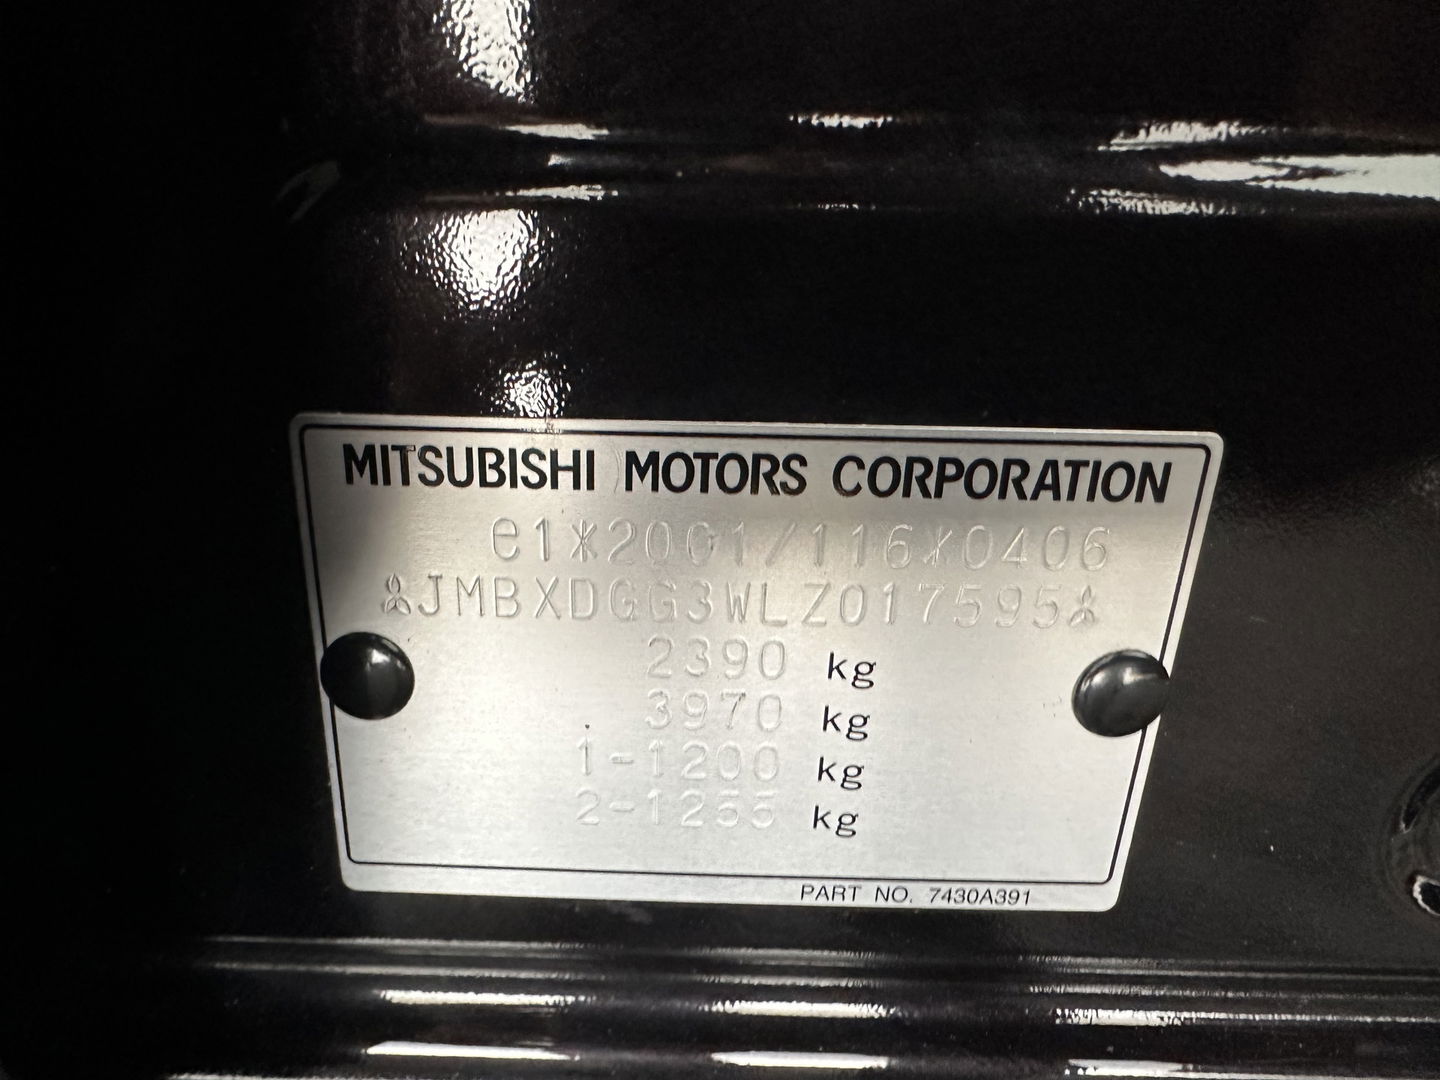 MITSUBISHI MOTORS CORPORATION
e1*2001/116*0406
JMBXDGG3WLZ017595
2390 kg
3970 kg
1-1200 kg
2-1255 kg
PART NO. 7430A391